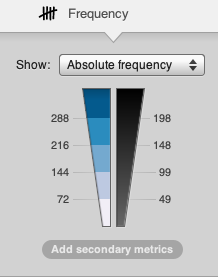 Frequency
Show: Absolute frequency
288 198
216 148
144 99
72 49
Add secondary metrics